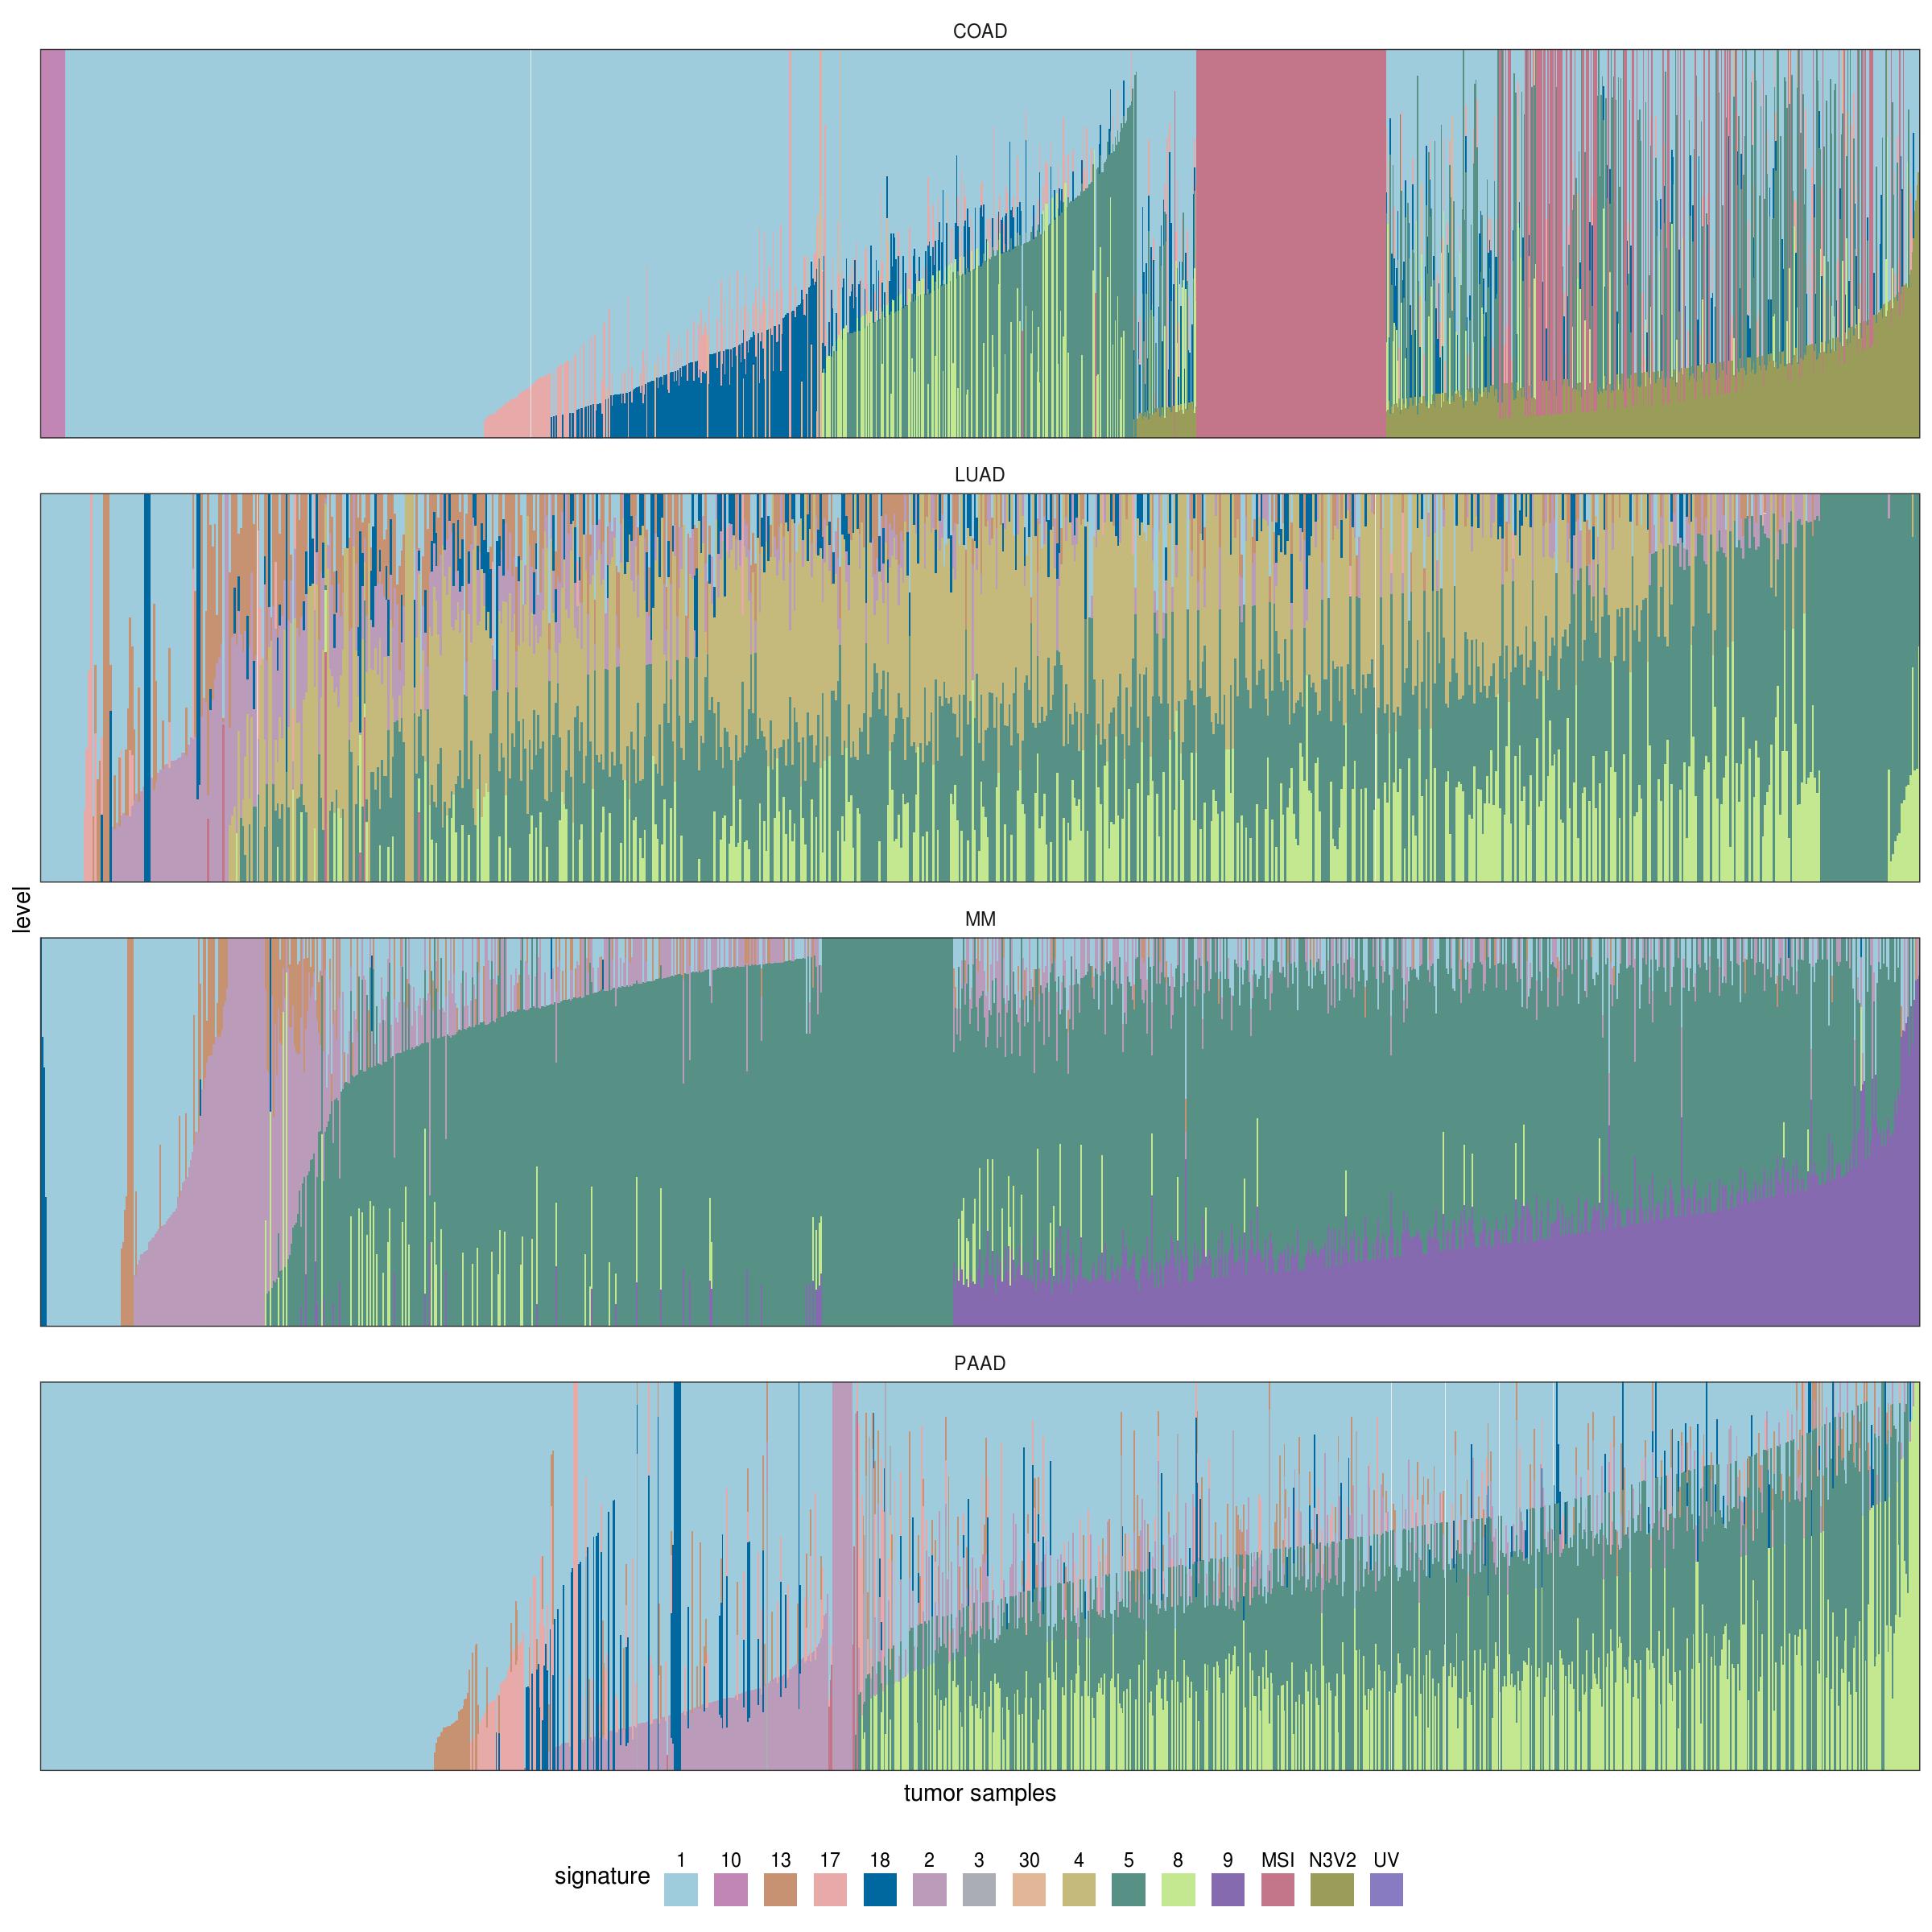 COAD
LUAD
level
MM
PAAD
tumor samples
signature
1 10 13 17 18 2 3 30 4 5 8 9 MSI N3V2 UV